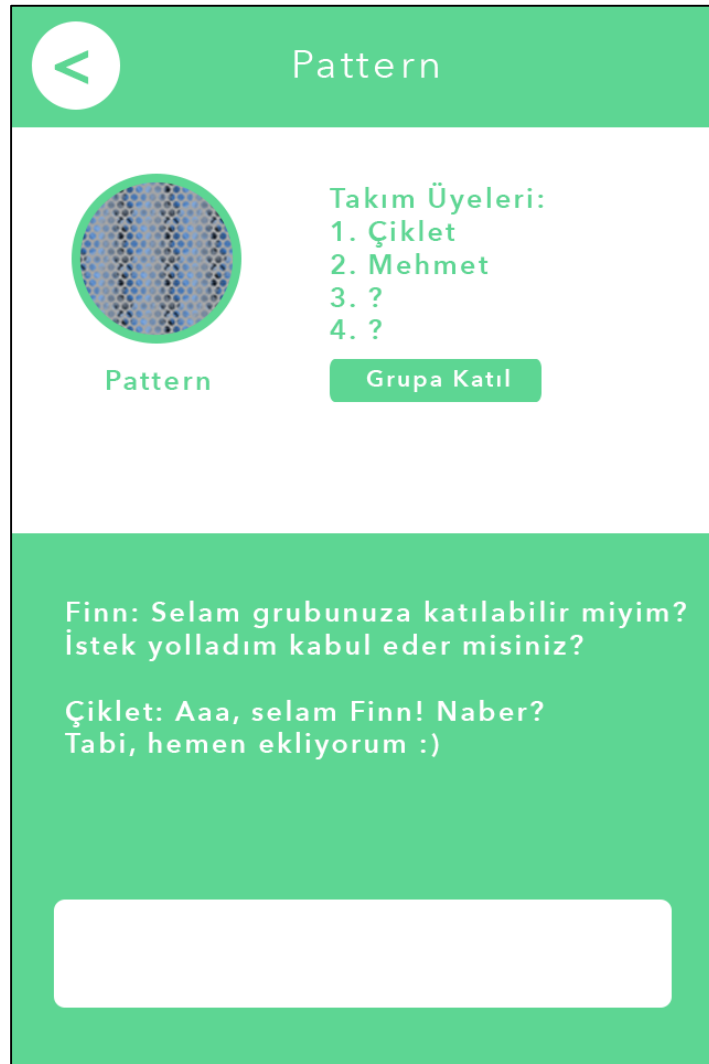 <
Pattern
Takım Üyeleri:
1. Çiklet
2. Mehmet
3. ?
4. ?
Pattern
Grupa Katıl
Finn: Selam grubunuza katılabilir miyim?
İstek yolladım kabul eder misiniz?
Çiklet: Aaa, selam Finn! Naber?
Tabi, hemen ekliyorum :)